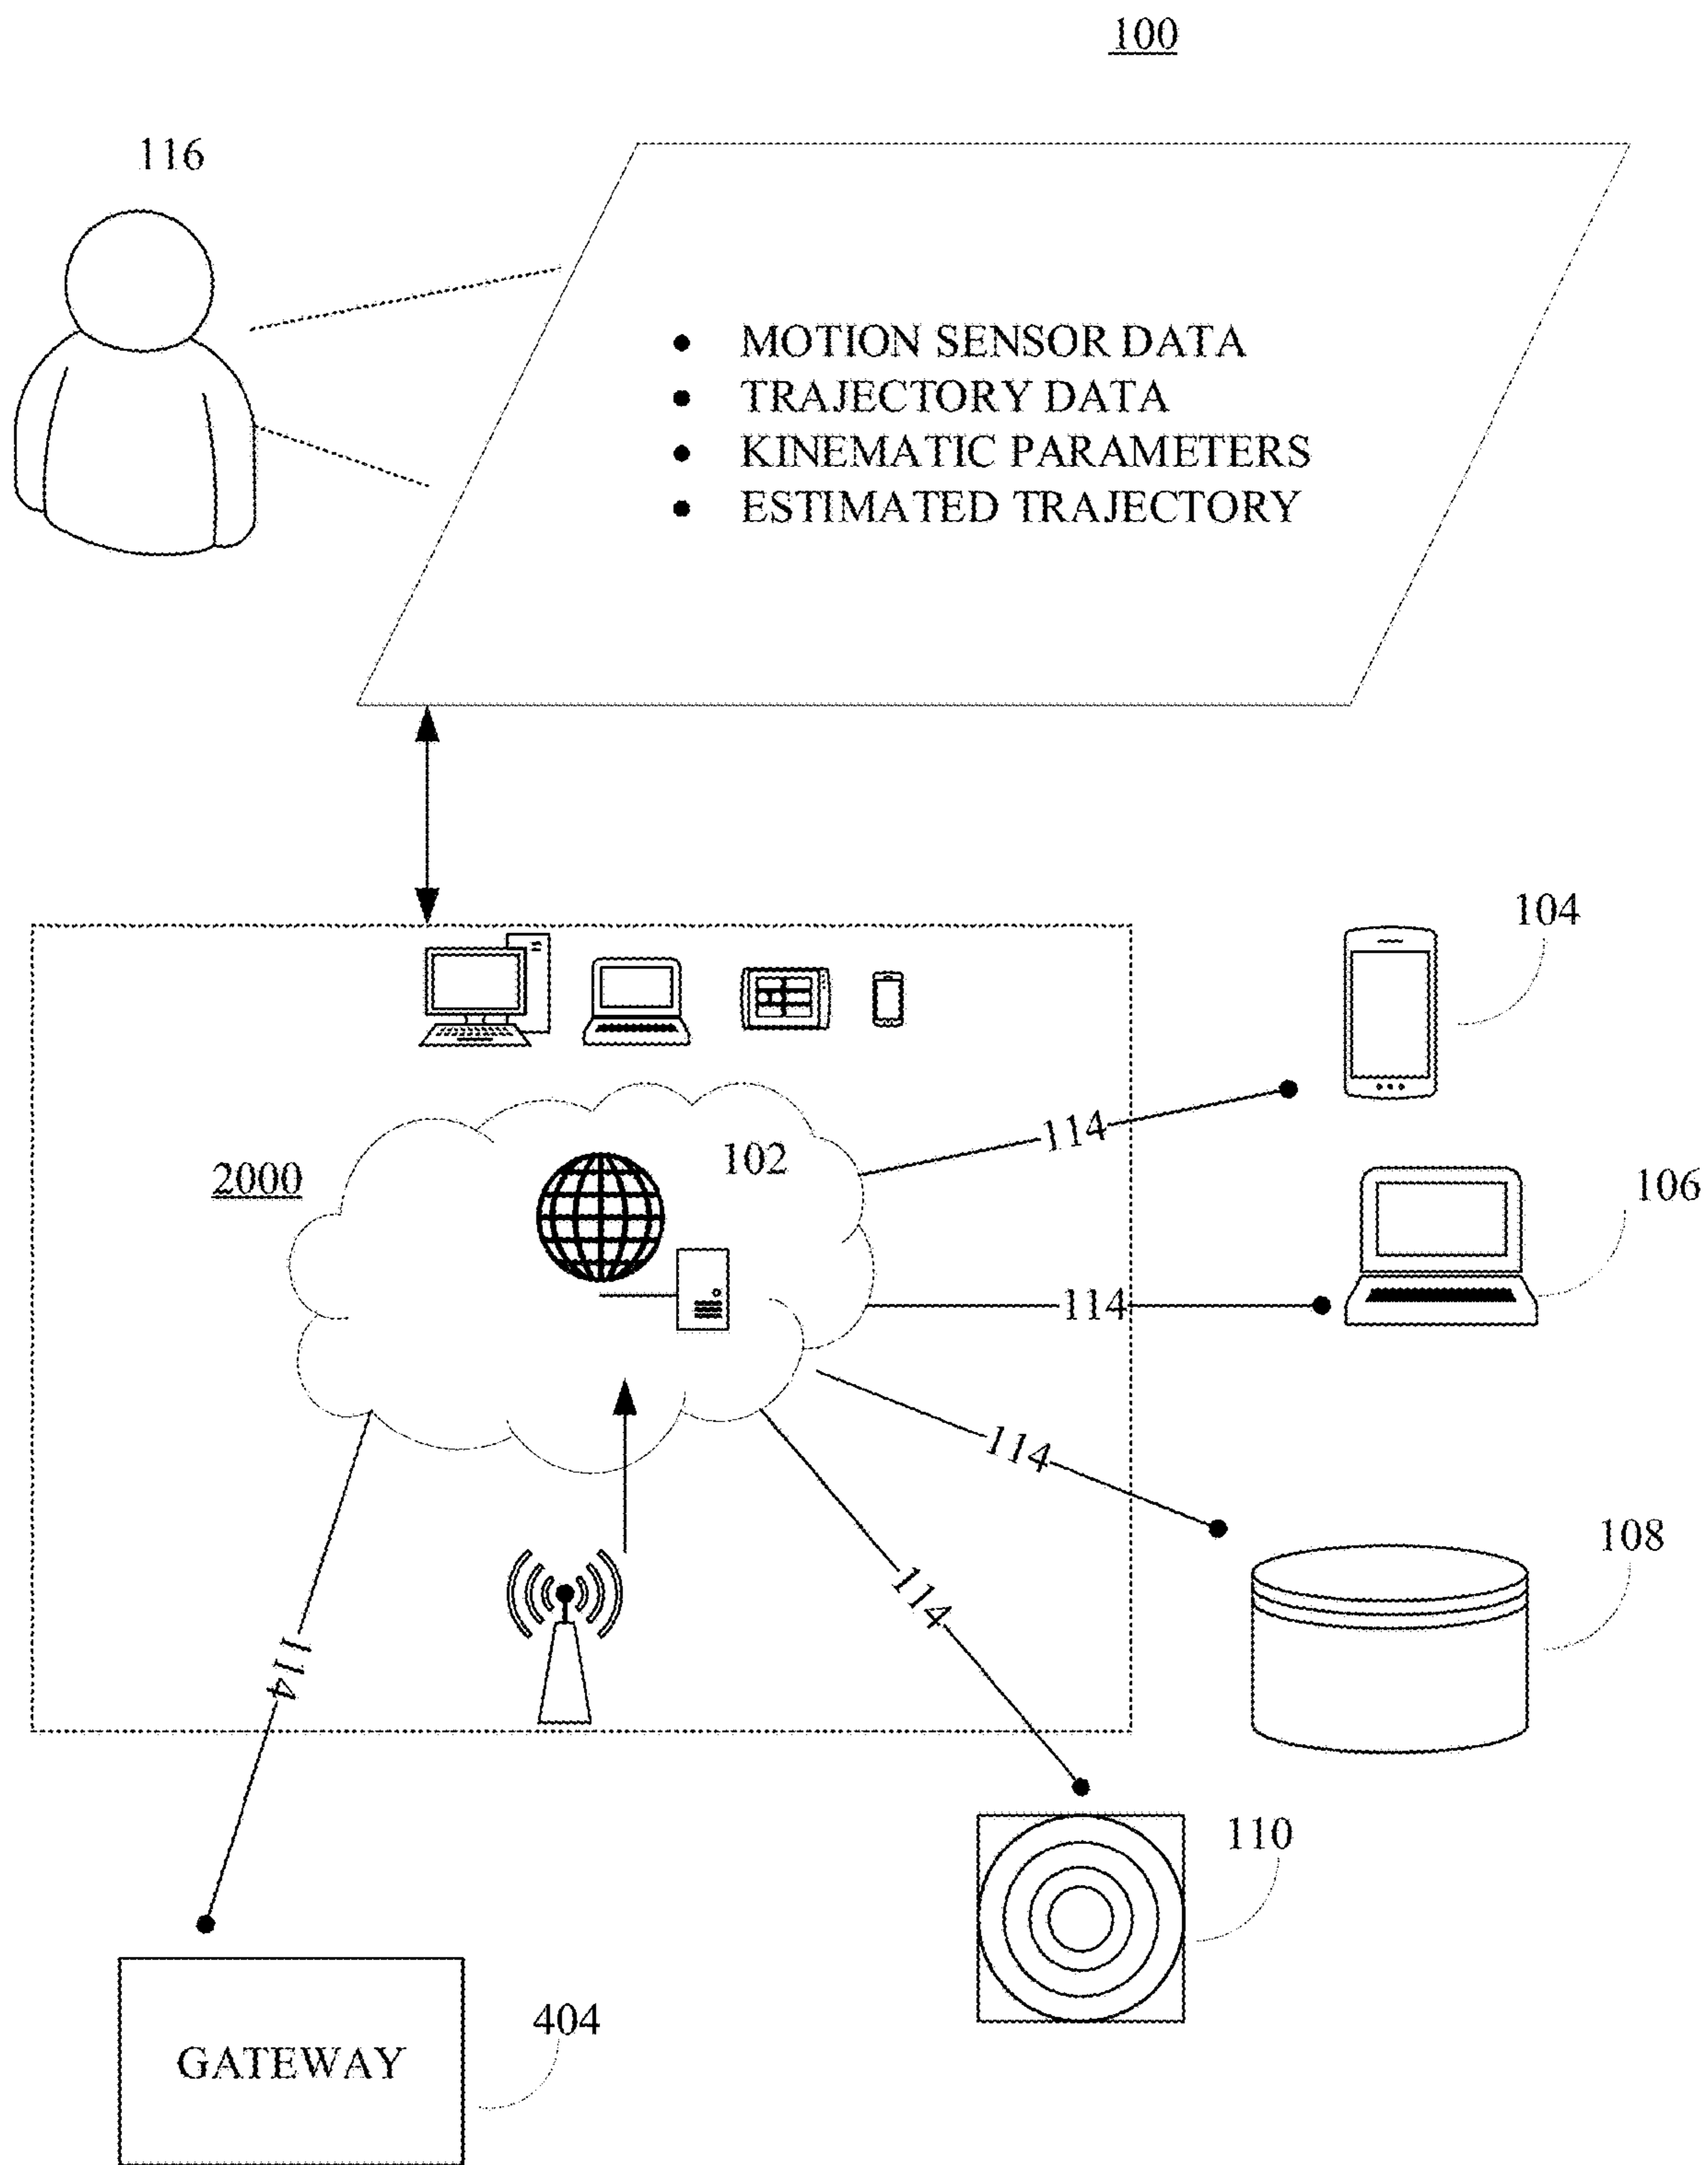 100
116
• MOTION SENSOR DATA
• TRAJECTORY DATA
• KINEMATIC PARAMETERS
• ESTIMATED TRAJECTORY
104
114
2000
102
106
114
114
108
114
114
110
404
GATEWAY